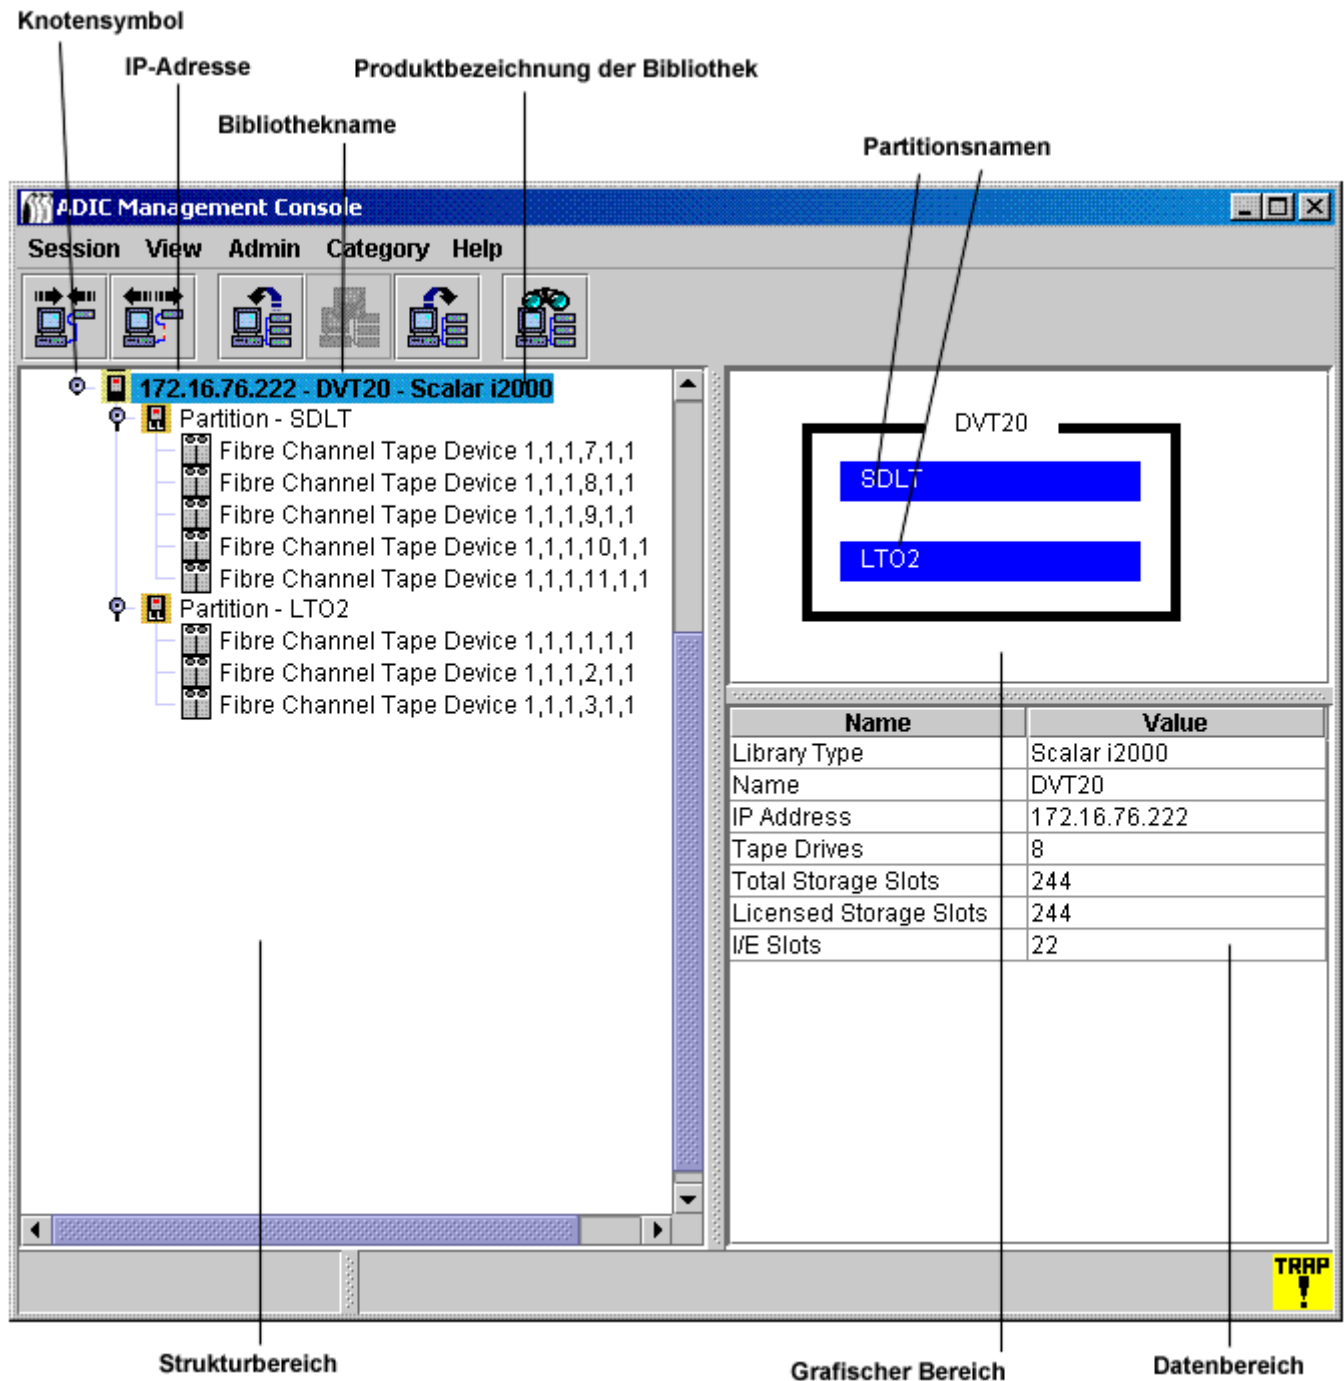 Knotensymbol
IP-Adresse
Produktbezeichnung der Bibliothek
Bibliothekname
Partitionsnamen
ADIC Management Console
Session View Admin Category Help
172.16.76.222 - DVT20 - Scalar i2000
Partition - SDLT
Fibre Channel Tape Device 1,1,1,7,1,1
Fibre Channel Tape Device 1,1,1,8,1,1
Fibre Channel Tape Device 1,1,1,9,1,1
Fibre Channel Tape Device 1,1,1,10,1,1
Fibre Channel Tape Device 1,1,1,11,1,1
Partition - LTO2
Fibre Channel Tape Device 1,1,1,1,1,1
Fibre Channel Tape Device 1,1,1,2,1,1
Fibre Channel Tape Device 1,1,1,3,1,1
DVT20
SDLT
LTO2
Name Value
Library Type Scalar i2000
Name DVT20
IP Address 172.16.76.222
Tape Drives 8
Total Storage Slots 244
Licensed Storage Slots 244
I/E Slots 22
TRAP
!
Strukturbereich
Grafischer Bereich
Datenbereich